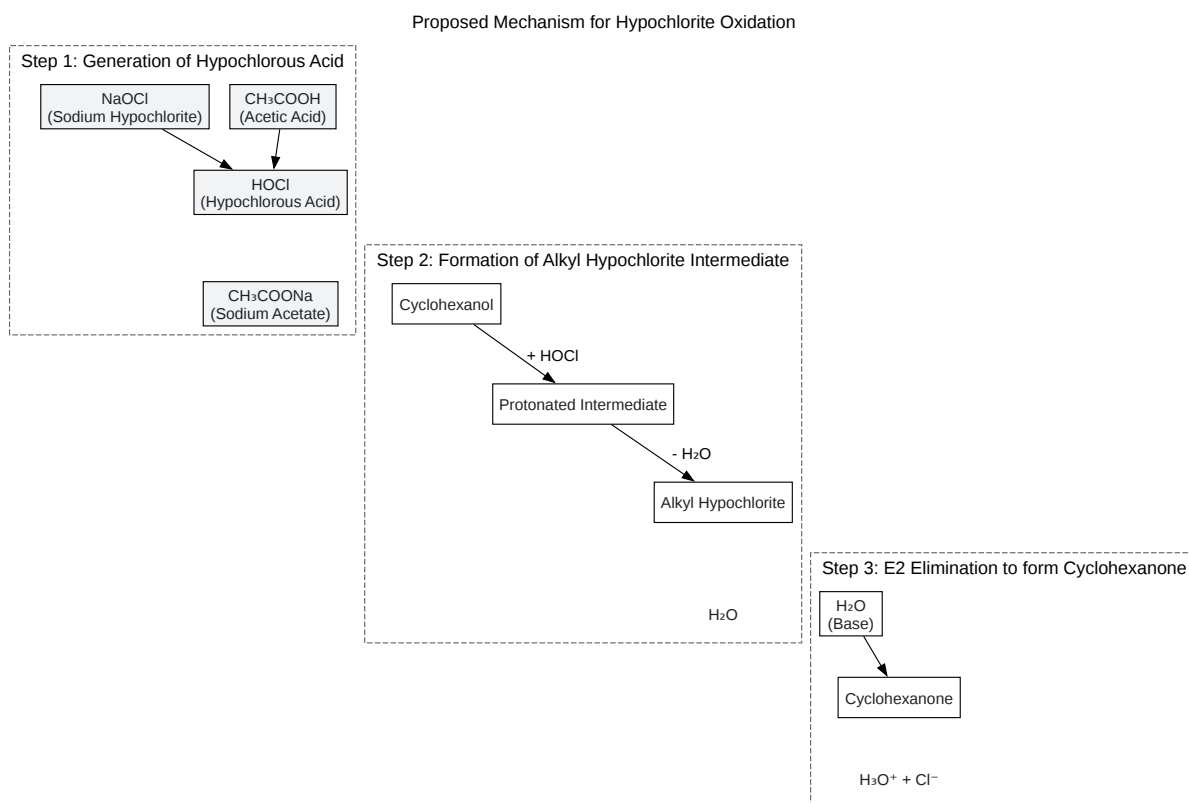 Proposed Mechanism for Hypochlorite Oxidation
Step 1: Generation of Hypochlorous Acid
NaOCl
(Sodium Hypochlorite)
CH₃COOH
(Acetic Acid)
HOCl
(Hypochlorous Acid)
CH₃COONa
(Sodium Acetate)
Step 2: Formation of Alkyl Hypochlorite Intermediate
Cyclohexanol
+ HOCl
Protonated Intermediate
- H₂O
Alkyl Hypochlorite
H₂O
Step 3: E2 Elimination to form Cyclohexanone
H₂O
(Base)
Cyclohexanone
H₃O⁺ + Cl⁻